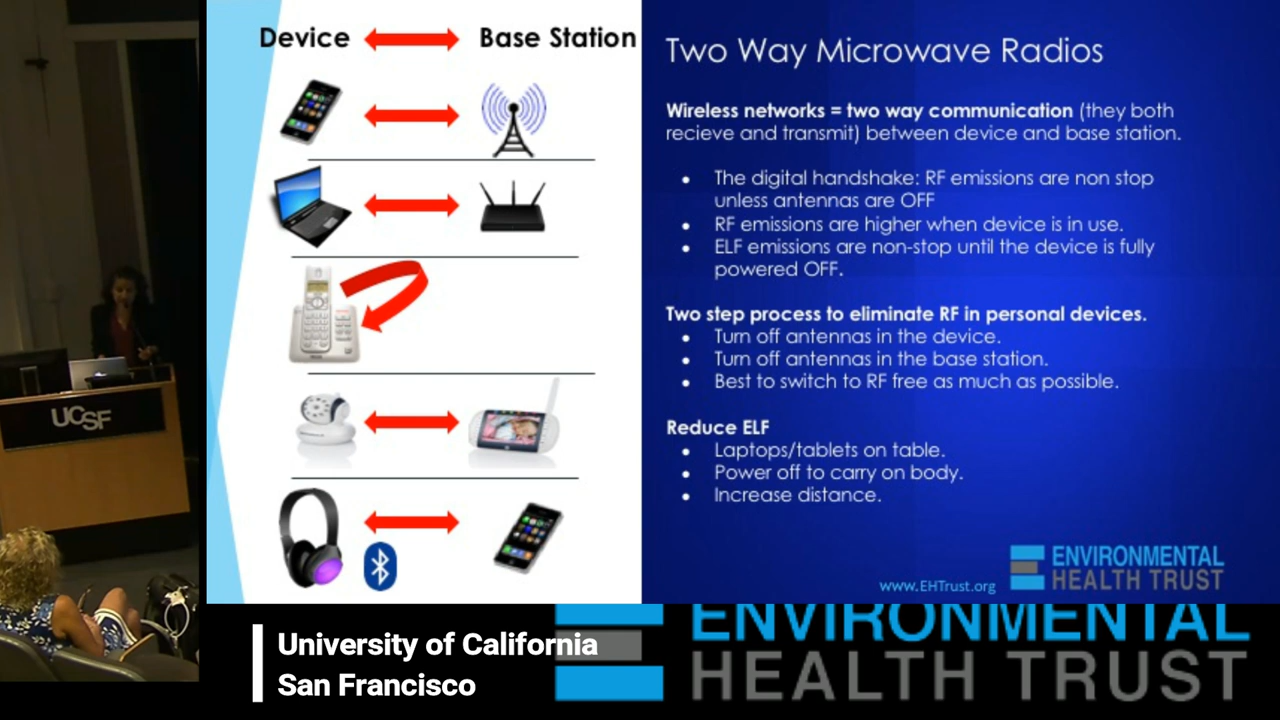 Device
Base Station
Two Way Microwave Radios
Wireless networks = two way communication (they both
recieve and transmit) between device and base station.
• The digital handshake: RF emissions are non stop
unless antennas are OFF
• RF emissions are higher when device is in use.
• ELF emissions are non-stop until the device is fully
powered OFF.
Two step process to eliminate RF in personal devices.
• Turn off antennas in the device.
• Turn off antennas in the base station.
• Best to switch to RF free as much as possible.
Reduce ELF
• Laptops/tablets on table.
• Power off to carry on body.
• Increase distance.
www.EHTrust.org
ENVIRONMENTAL
HEALTH TRUST
UCSF
University of California
San Francisco
ENVIRONMENTAL
HEALTH TRUST